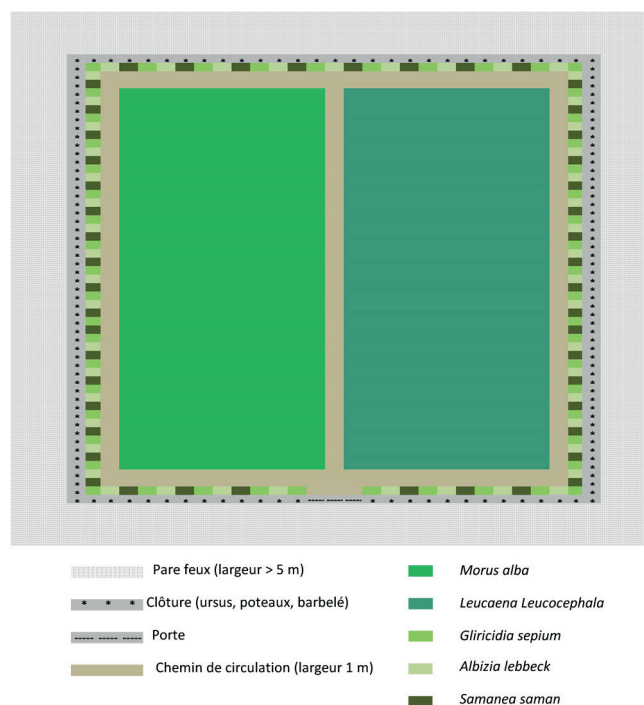 Pare feux (largeur > 5 m)
Clôture (ursus, poteaux, barbelé)
Porte
Chemin de circulation (largeur 1 m)
Morus alba
Leucaena Leucocephala
Gliricidia sepium
Albizia lebbeck
Samanea saman